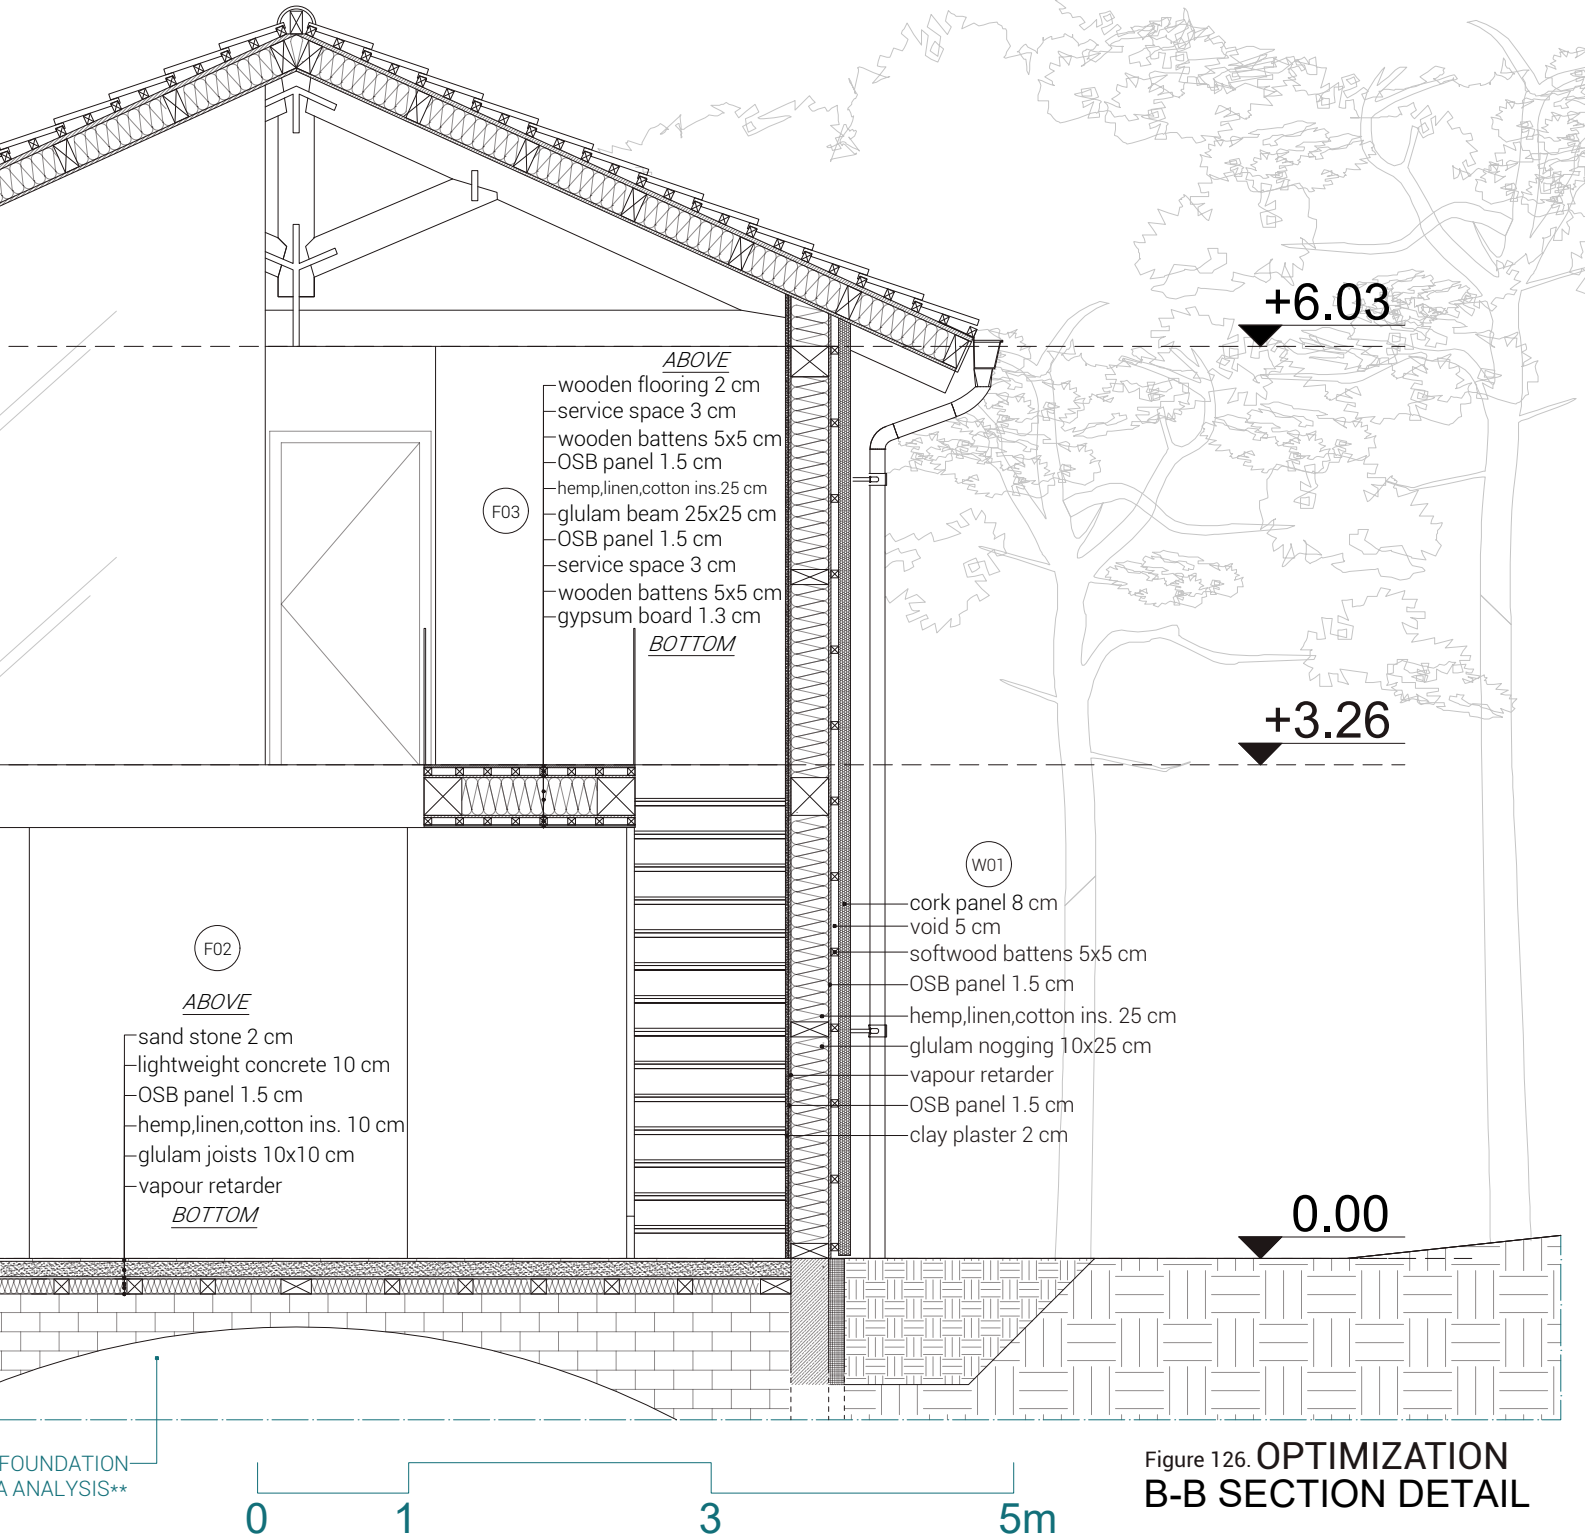 +6.03
ABOVE
wooden flooring 2 cm
service space 3 cm
wooden battens 5x5 cm
OSB panel 1.5 cm
hemp,linen,cotton ins.25 cm
glulam beam 25x25 cm
OSB panel 1.5 cm
service space 3 cm
wooden battens 5x5 cm
gypsum board 1.3 cm
BOTTOM
F03
+3.26
W01
cork panel 8 cm
void 5 cm
softwood battens 5x5 cm
OSB panel 1.5 cm
hemp,linen,cotton ins. 25 cm
glulam nogging 10x25 cm
vapour retarder
OSB panel 1.5 cm
clay plaster 2 cm
F02
ABOVE
sand stone 2 cm
lightweight concrete 10 cm
OSB panel 1.5 cm
hemp,linen,cotton ins. 10 cm
glulam joists 10x10 cm
vapour retarder
BOTTOM
0.00
FOUNDATION
A ANALYSIS**
0 1 3 5m
Figure 126. OPTIMIZATION
B-B SECTION DETAIL